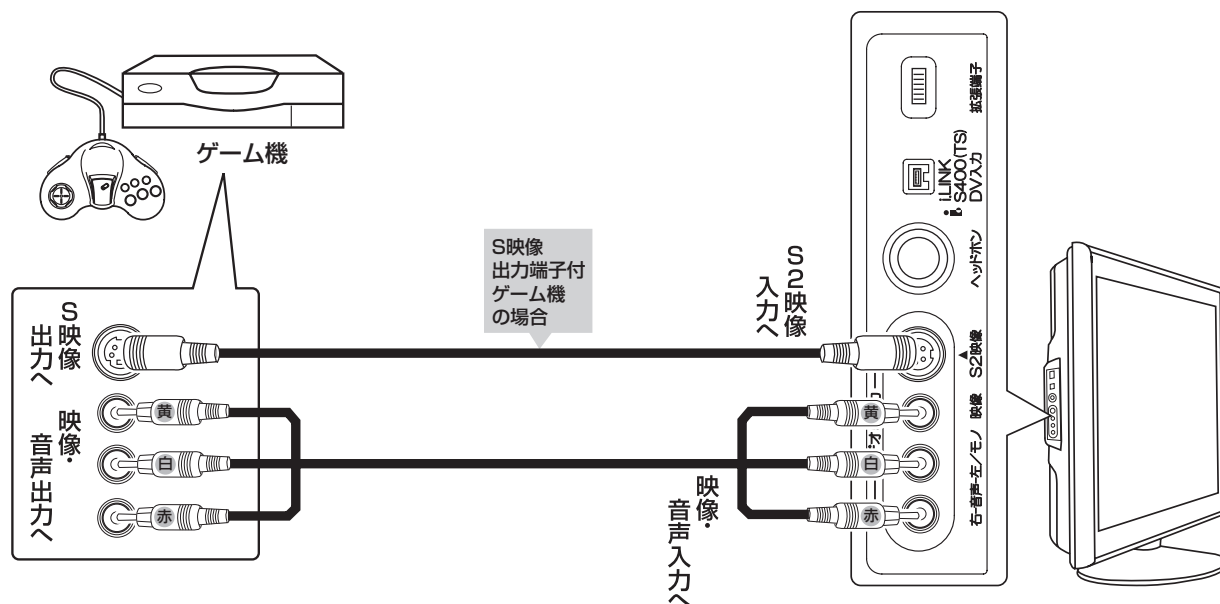 ゲーム機
S映像
出力端子付
ゲーム機
の場合
S映像
出力へ
映像・
音声出力へ
黄
白
赤
S2映像
入力へ
映像・
音声入力へ
黄
白
赤
拡張端子
i.LINK
S400(TS)
DV入力
ヘッドホン
S2映像
映像
右-音声-左/モノ